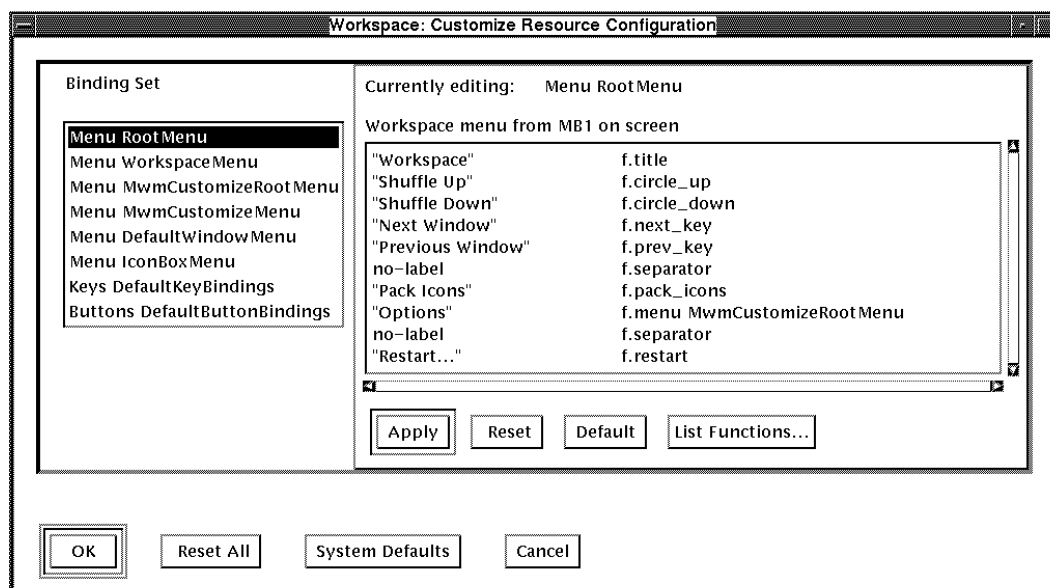 Workspace: Customize Resource Configuration
Binding Set
Menu RootMenu
Menu WorkspaceMenu
Menu MwmCustomizeRootMenu
Menu MwmCustomizeMenu
Menu DefaultWindowMenu
Menu IconBoxMenu
Keys DefaultKeyBindings
Buttons DefaultButtonBindings
Currently editing: Menu RootMenu
Workspace menu from MB1 on screen
"Workspace" f.title
"Shuffle Up" f.circle_up
"Shuffle Down" f.circle_down
"Next Window" f.next_key
"Previous Window" f.prev_key
no-label f.separator
"Pack Icons" f.pack_icons
"Options" f.menu MwmCustomizeRootMenu
no-label f.separator
"Restart..." f.restart
Apply Reset Default List Functions...
OK Reset All System Defaults Cancel